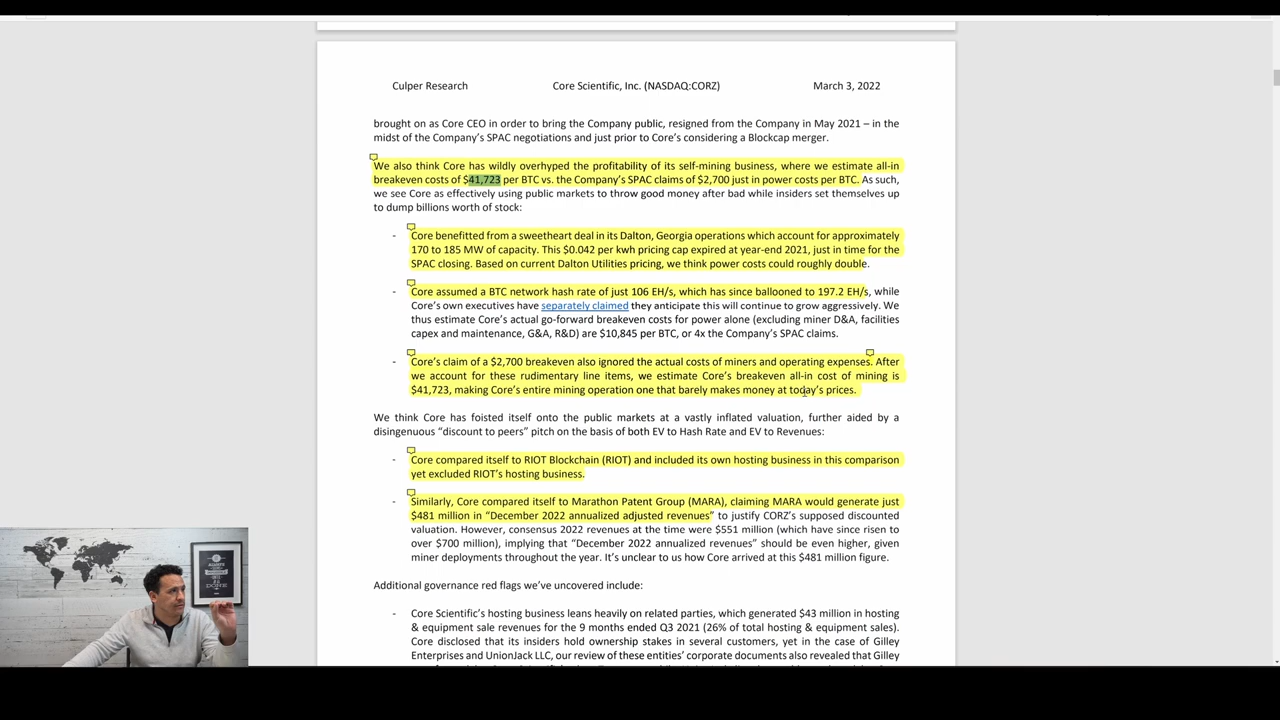 Culper Research Core Scientific, Inc. (NASDAQ:CORZ) March 3, 2022
brought on as Core CEO in order to bring the Company public, resigned from the Company in May 2021 – in the
midst of the Company's SPAC negotiations and just prior to Core's considering a Blockcap merger.
We also think Core has wildly overhyped the profitability of its self-mining business, where we estimate all-in
breakeven costs of $41,723 per BTC vs. the Company's SPAC claims of $2,700 just in power costs per BTC. As such,
we see Core as effectively using public markets to throw good money after bad while insiders set themselves up
to dump billions worth of stock:
- Core benefitted from a sweetheart deal in its Dalton, Georgia operations which account for approximately
170 to 185 MW of capacity. This $0.042 per kwh pricing cap expired at year-end 2021, just in time for the
SPAC closing. Based on current Dalton Utilities pricing, we think power costs could roughly double.
- Core assumed a BTC network hash rate of just 106 EH/s, which has since ballooned to 197.2 EH/s, while
Core's own executives have separately claimed they anticipate this will continue to grow aggressively. We
thus estimate Core's actual go-forward breakeven costs for power alone (excluding miner D&A, facilities
capex and maintenance, G&A, R&D) are $10,845 per BTC, or 4x the Company's SPAC claims.
- Core's claim of a $2,700 breakeven also ignored the actual costs of miners and operating expenses. After
we account for these rudimentary line items, we estimate Core's breakeven all-in cost of mining is
$41,723, making Core's entire mining operation one that barely makes money at today's prices.
We think Core has foisted itself onto the public markets at a vastly inflated valuation, further aided by a
disingenuous "discount to peers" pitch on the basis of both EV to Hash Rate and EV to Revenues:
- Core compared itself to RIOT Blockchain (RIOT) and included its own hosting business in this comparison
yet excluded RIOT's hosting business.
- Similarly, Core compared itself to Marathon Patent Group (MARA), claiming MARA would generate just
$481 million in "December 2022 annualized adjusted revenues" to justify CORZ's supposed discounted
valuation. However, consensus 2022 revenues at the time were $551 million (which have since risen to
over $700 million), implying that "December 2022 annualized revenues" should be even higher, given
miner deployments throughout the year. It's unclear to us how Core arrived at this $481 million figure.
Additional governance red flags we've uncovered include:
- Core Scientific's hosting business leans heavily on related parties, which generated $43 million in hosting
& equipment sale revenues for the 9 months ended Q3 2021 (26% of total hosting & equipment sales).
Core disclosed that its insiders hold ownership stakes in several customers, yet in the case of Gilley
Enterprises and UnionJack LLC, our review of these entities' corporate documents also revealed that Gilley
ALWAYS
DONE